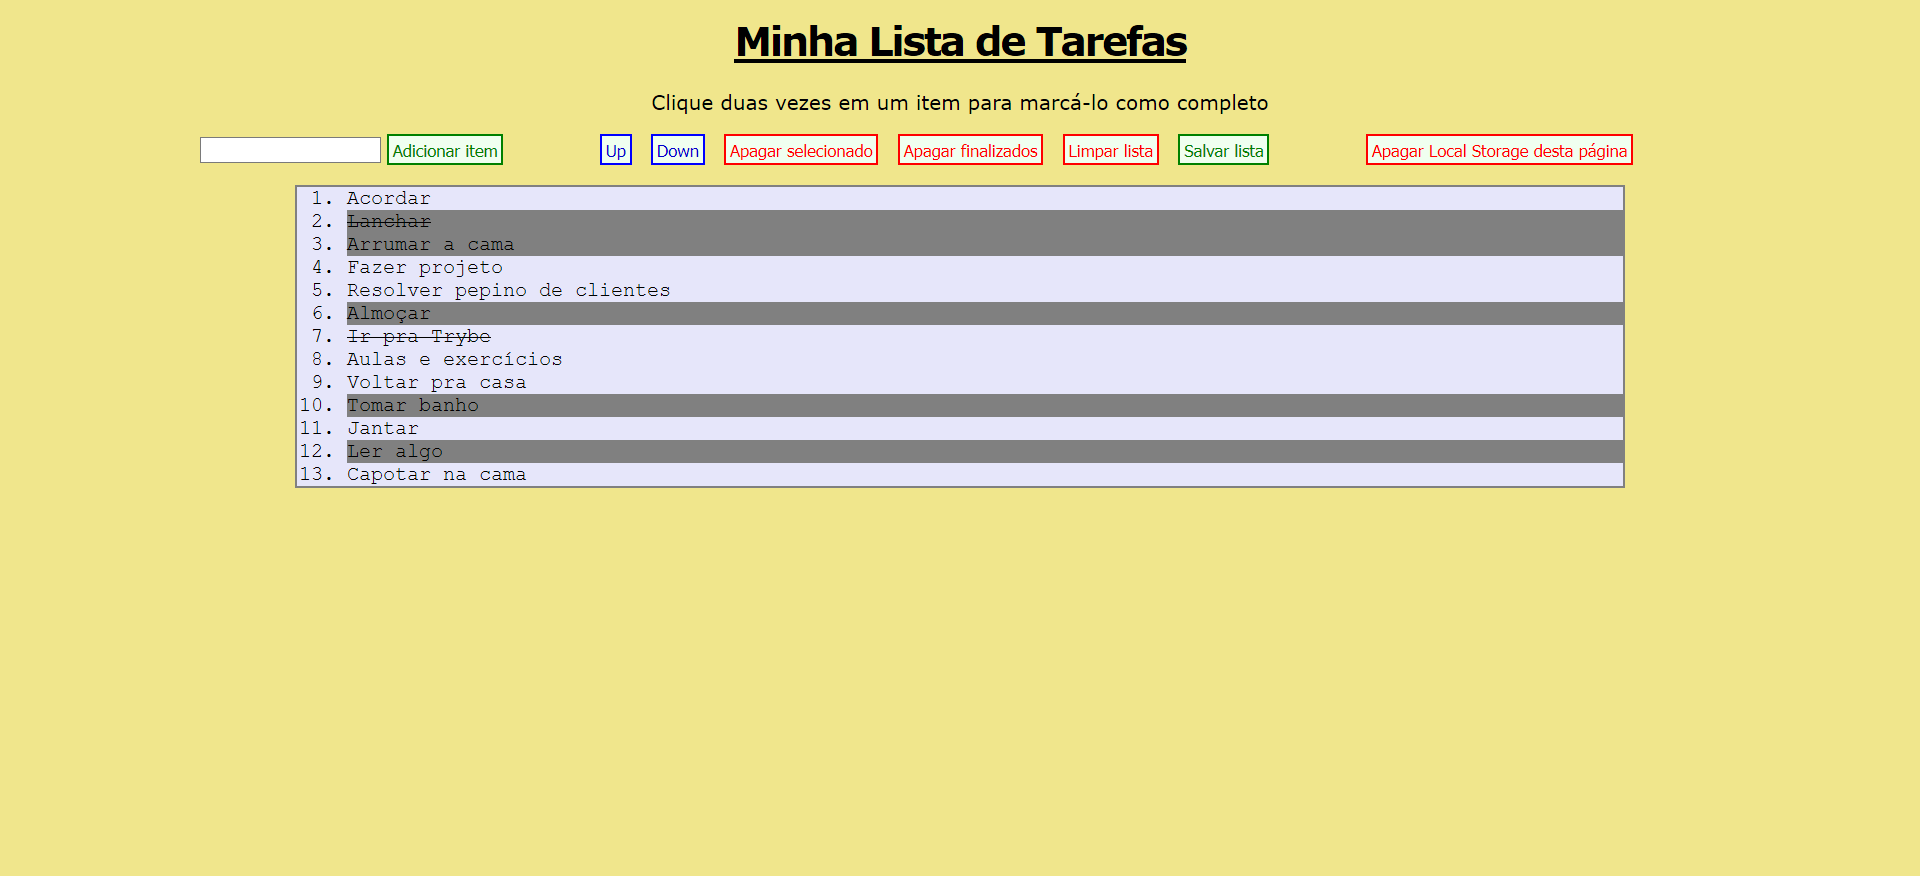 Minha Lista de Tarefas
Clique duas vezes em um item para marcá-lo como completo
Adicionar item Up Down Apagar selecionado Apagar finalizados Limpar lista Salvar lista Apagar Local Storage desta página
1. Acordar
2. Lanchar
3. Arrumar a cama
4. Fazer projeto
5. Resolver pepino de clientes
6. Almoçar
7. Ir pra Trybe
8. Aulas e exercícios
9. Voltar pra casa
10. Tomar banho
11. Jantar
12. Ler algo
13. Capotar na cama